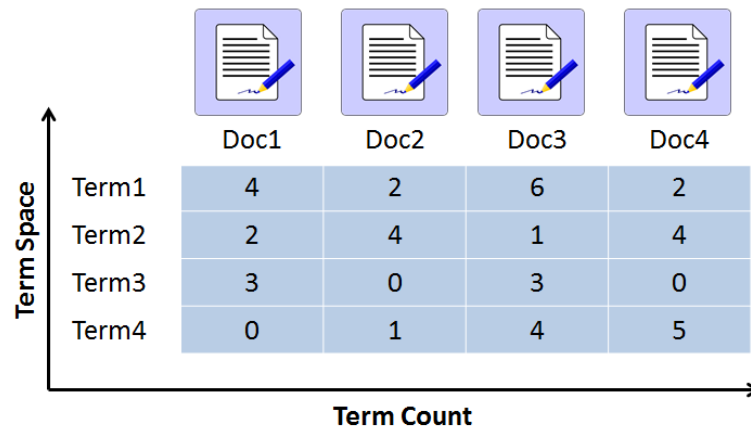 Doc1 Doc2 Doc3 Doc4
Term1 4 2 6 2
Term2 2 4 1 4
Term3 3 0 3 0
Term4 0 1 4 5
Term Space
Term Count